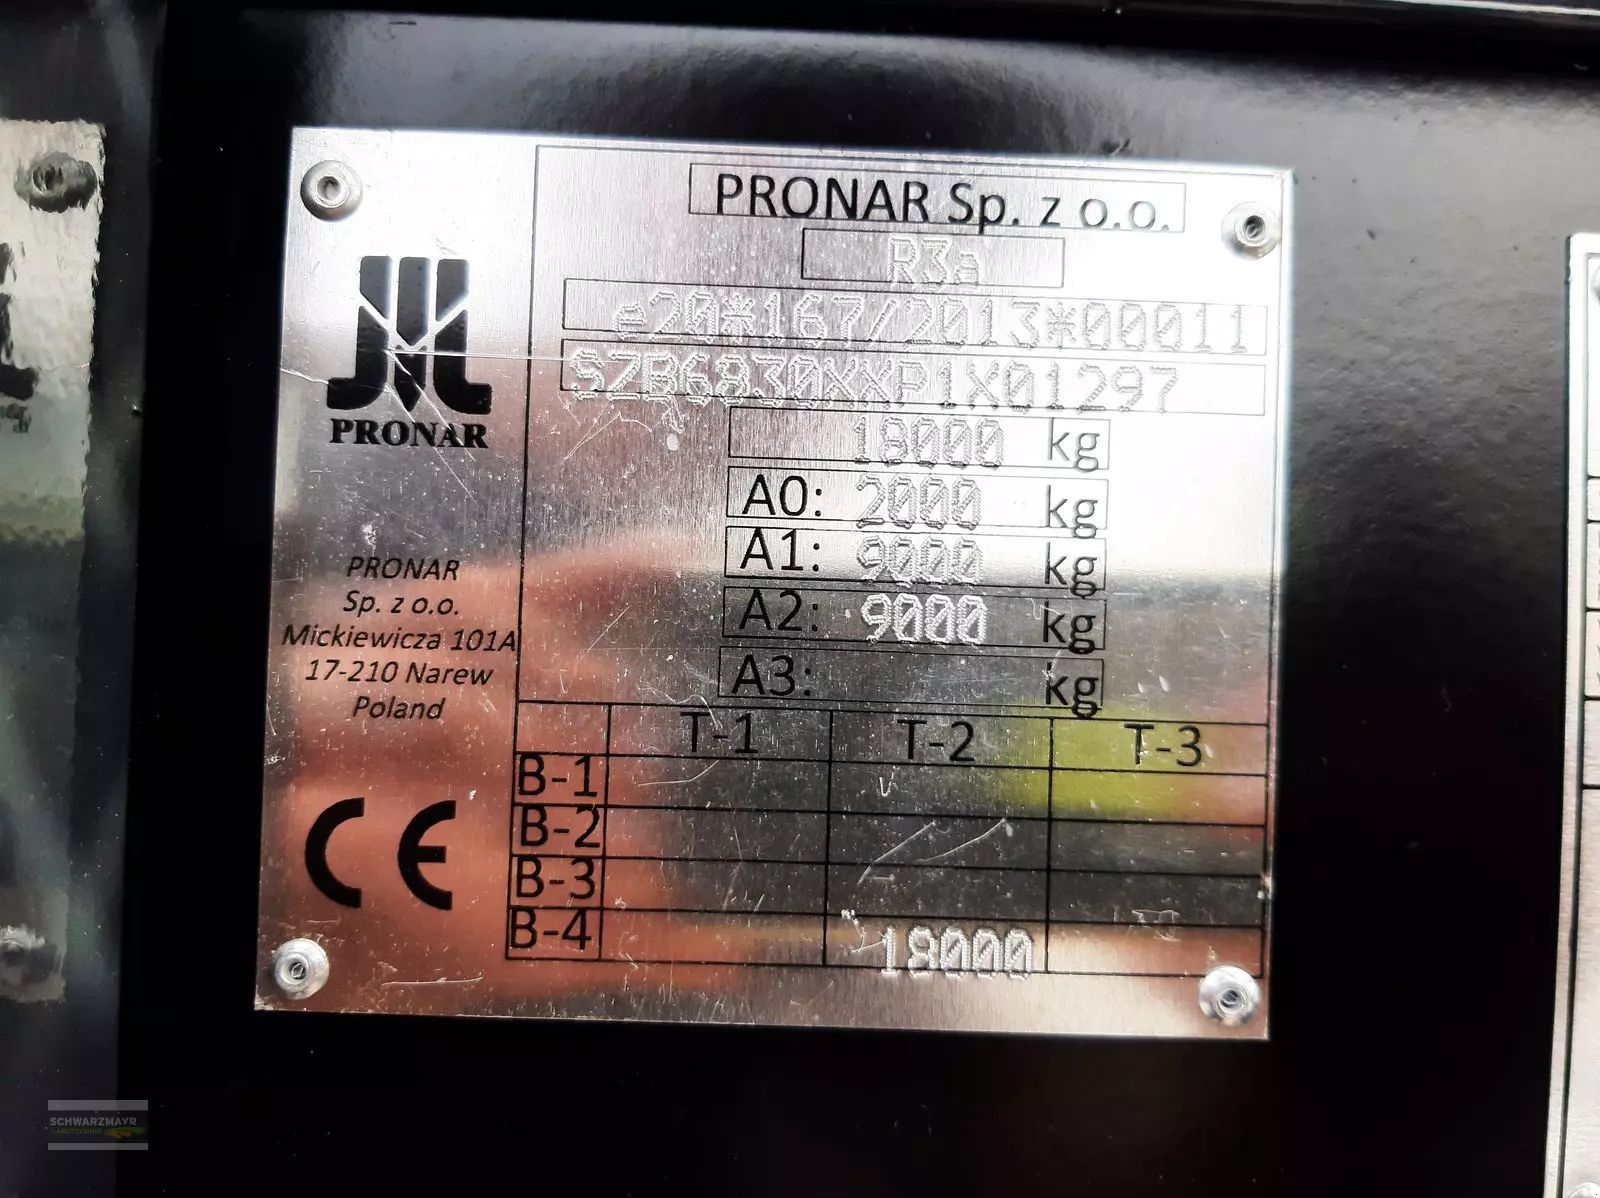 PRONAR Sp. z o.o.
R3a
e20*167/2013*00011
SZB6830XXP1X01297
18000 kg
A0: 2000 kg
A1: 9000 kg
A2: 9000 kg
A3: kg
PRONAR
PRONAR
Sp. z o.o.
Mickiewicza 101A
17-210 Narew
Poland
CE
T-1 T-2 T-3
B-1
B-2
B-3
B-4 18000
SCHWARZMAYR
LANDTECHNIK